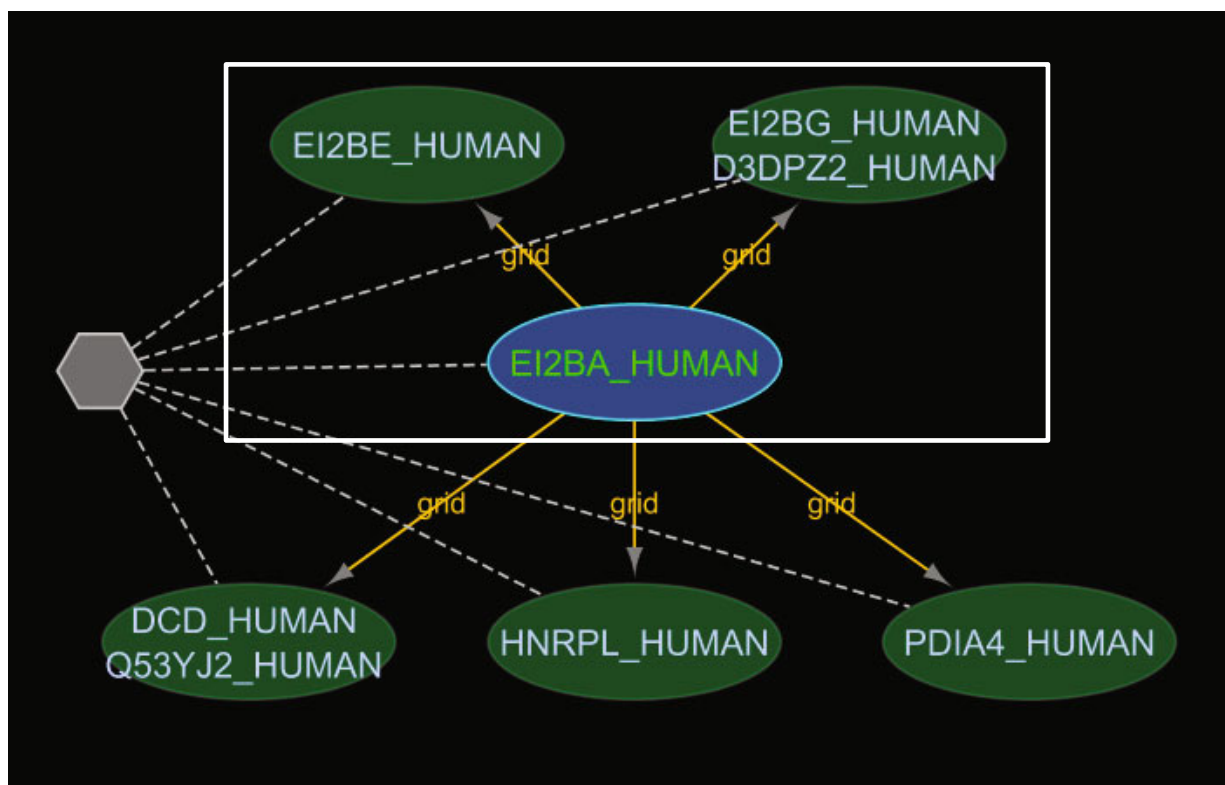 EI2BE_HUMAN
EI2BG_HUMAN
D3DPZ2_HUMAN
grid
grid
EI2BA_HUMAN
grid
grid
grid
DCD_HUMAN
Q53YJ2_HUMAN
HNRPL_HUMAN
PDIA4_HUMAN